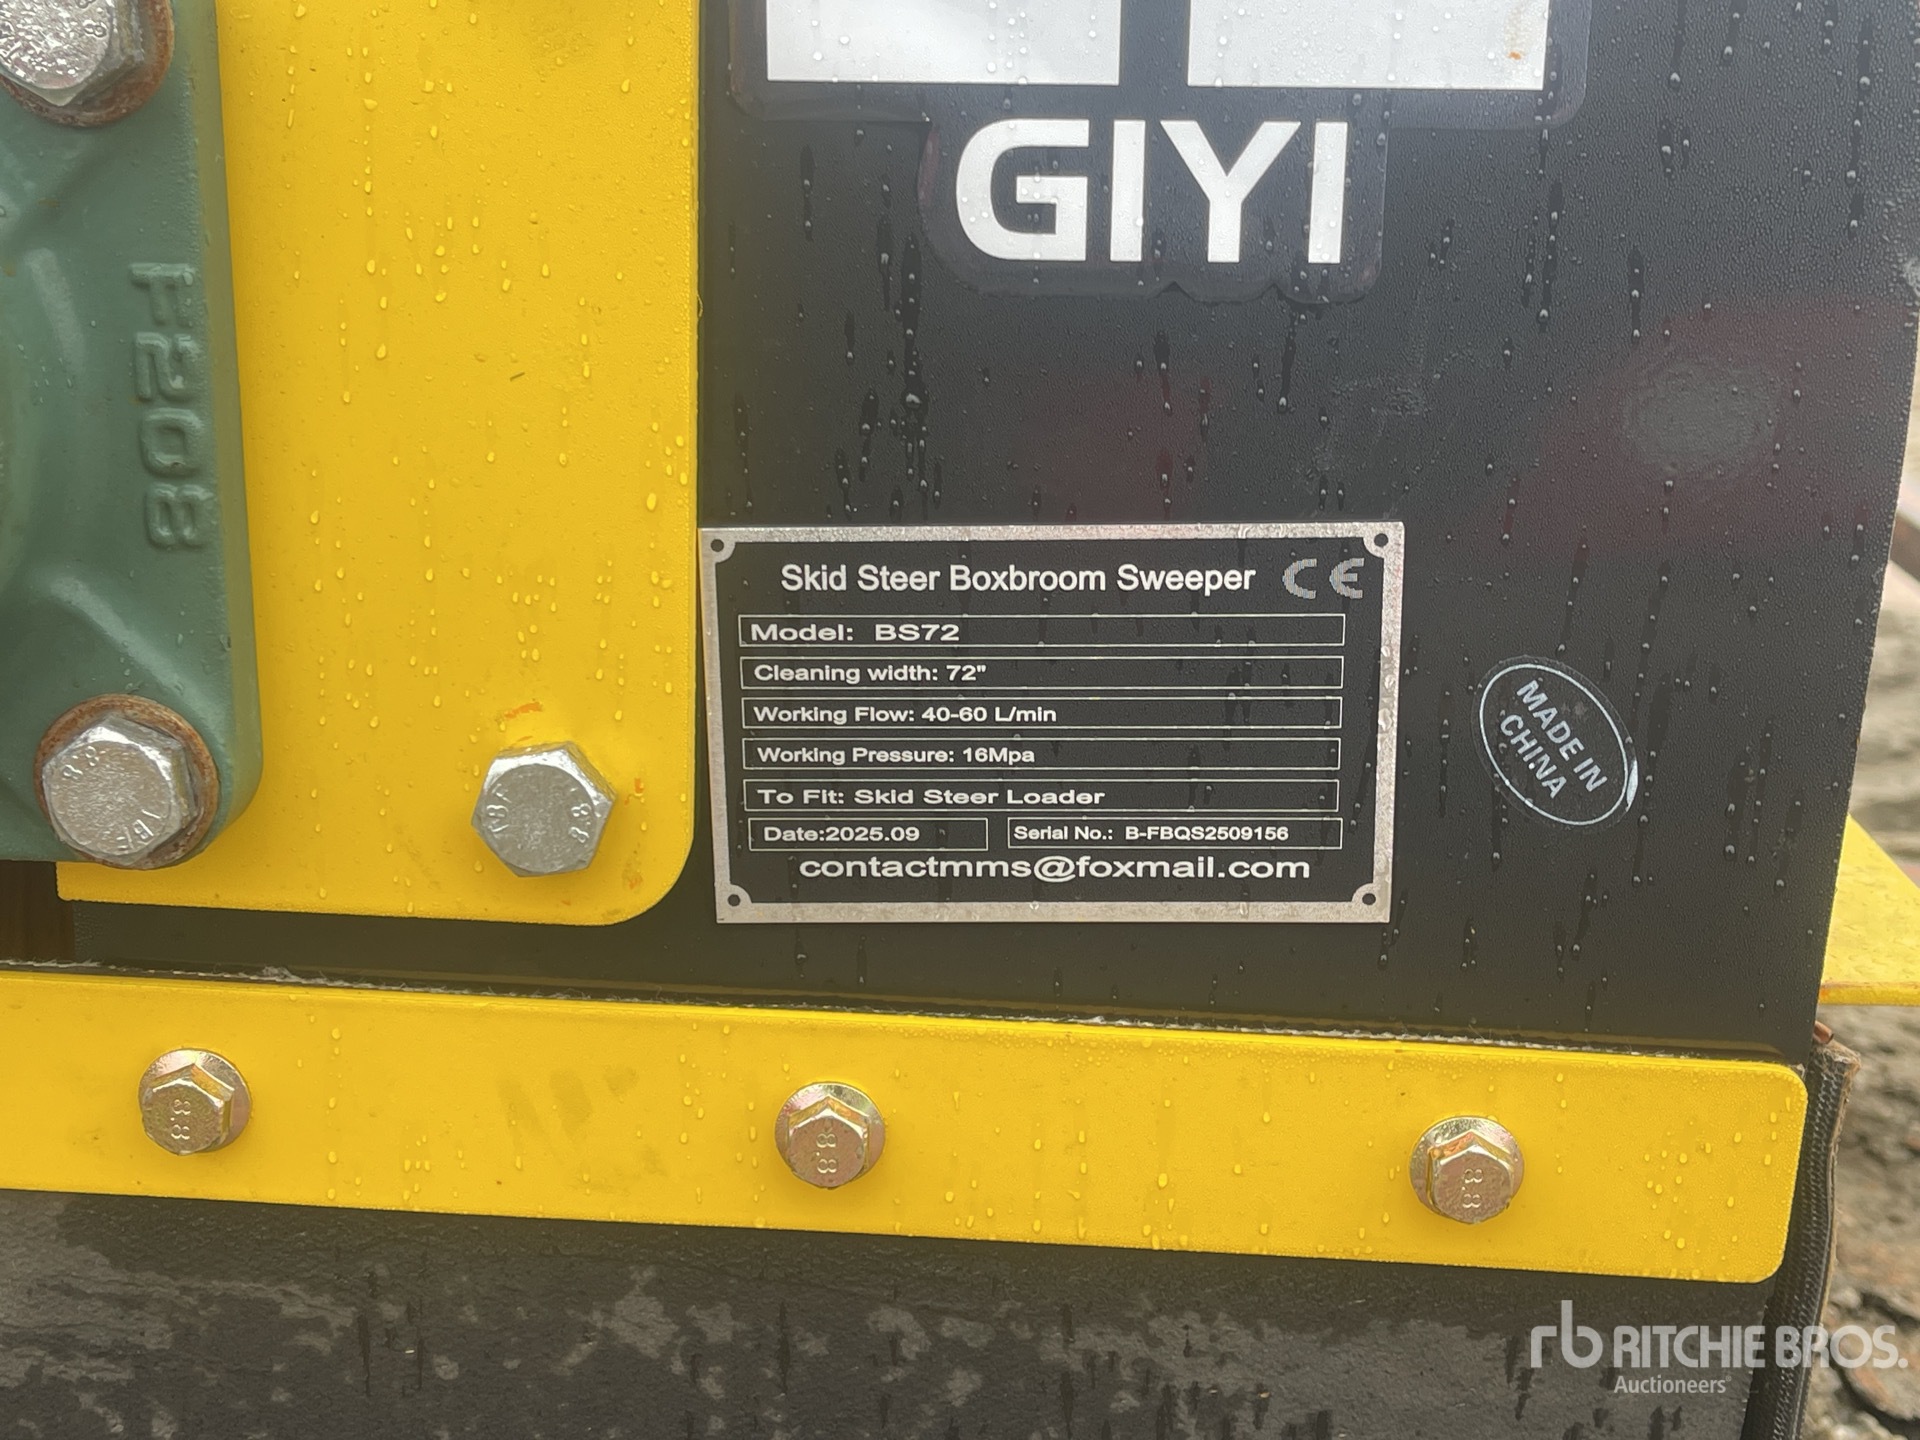 GIYI
F208
Skid Steer Boxbroom Sweeper CE
Model: BS72
Cleaning width: 72"
Working Flow: 40-60 L/min
Working Pressure: 16Mpa
To Fit: Skid Steer Loader
Date:2025.09 Serial No.: B-FBQS2509156
contactmms@foxmail.com
MADE IN
CHINA
8.8
8.8
8.8
8.8
8.8
rb RITCHIE BROS.
Auctioneers